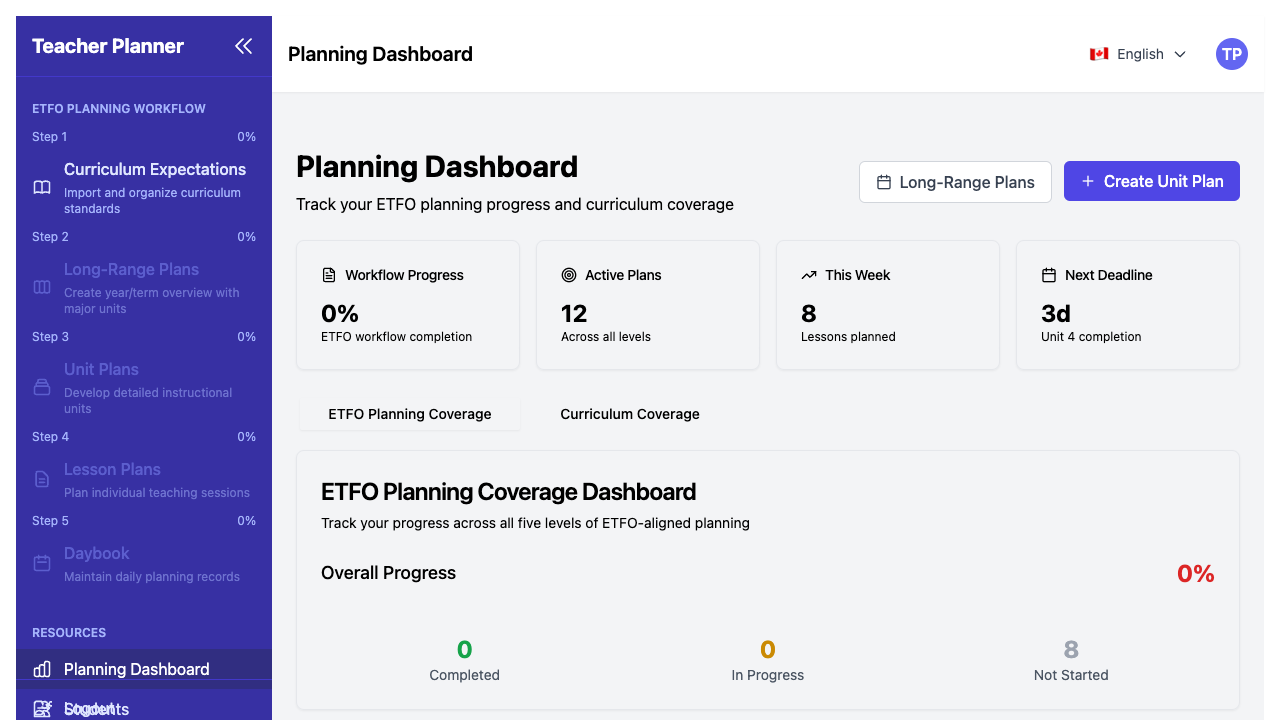 Teacher Planner
ETFO PLANNING WORKFLOW
Step 1 0%
Curriculum Expectations
Import and organize curriculum
standards
Step 2 0%
Long-Range Plans
Create year/term overview with
major units
Step 3 0%
Unit Plans
Develop detailed instructional
units
Step 4 0%
Lesson Plans
Plan individual teaching sessions
Step 5 0%
Daybook
Maintain daily planning records
RESOURCES
Planning Dashboard
Students
Logout
Planning Dashboard
English
TP
Planning Dashboard
Track your ETFO planning progress and curriculum coverage
Long-Range Plans
Create Unit Plan
Workflow Progress
0%
ETFO workflow completion
Active Plans
12
Across all levels
This Week
8
Lessons planned
Next Deadline
3d
Unit 4 completion
ETFO Planning Coverage
Curriculum Coverage
ETFO Planning Coverage Dashboard
Track your progress across all five levels of ETFO-aligned planning
Overall Progress 0%
0
Completed
0
In Progress
8
Not Started